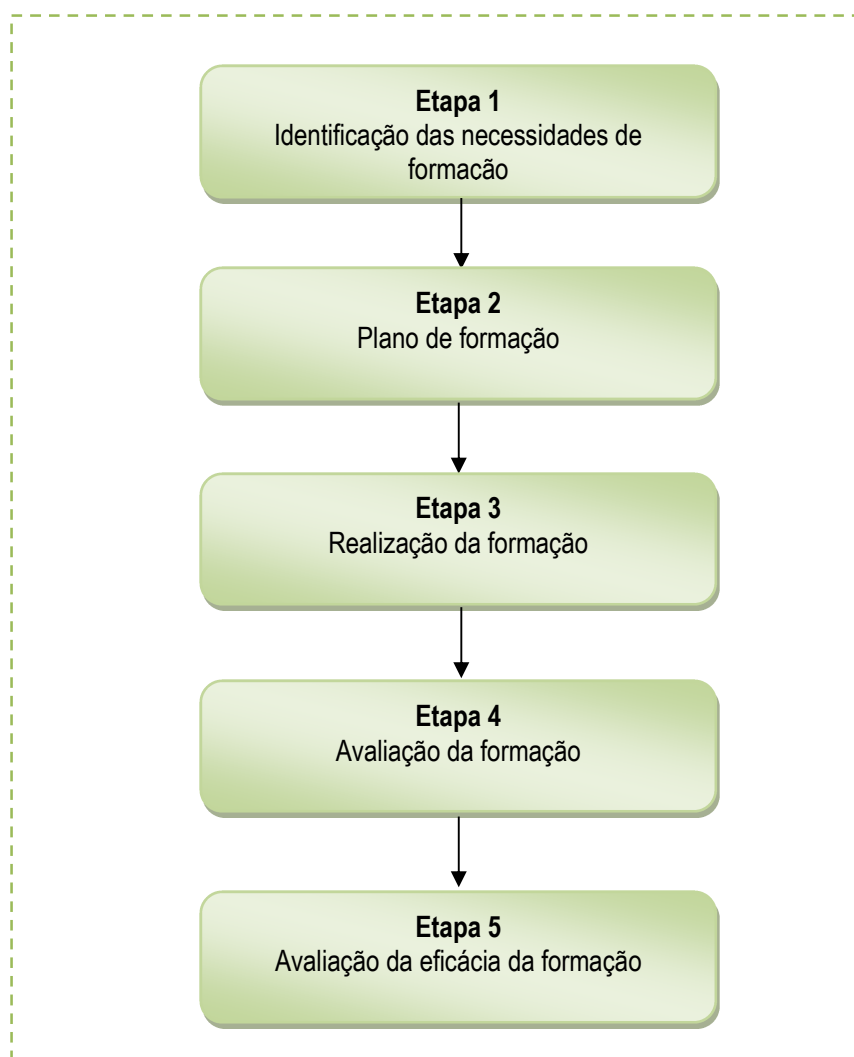 Etapa 1
Identificação das necessidades de
formacão
Etapa 2
Plano de formação
Etapa 3
Realização da formação
Etapa 4
Avaliação da formação
Etapa 5
Avaliação da eficácia da formação